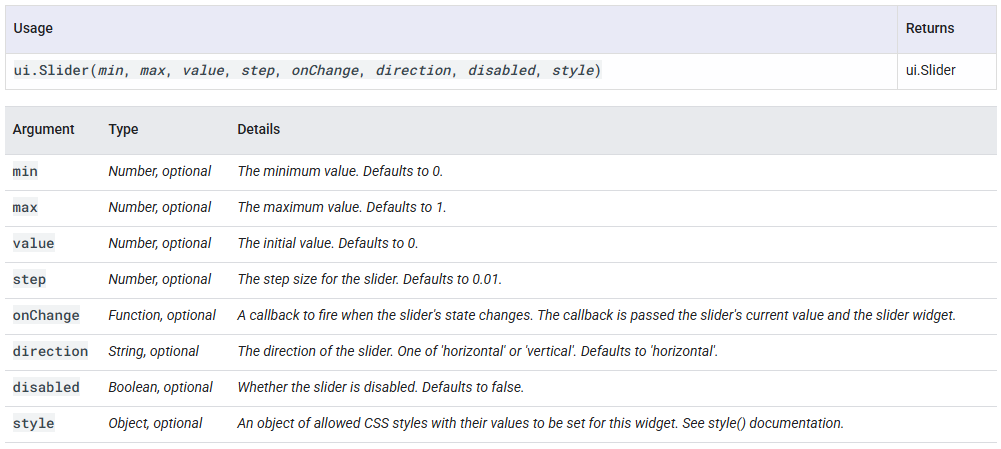 Usage Returns
ui.Slider(min, max, value, step, onChange, direction, disabled, style) ui.Slider
Argument Type Details
min Number, optional The minimum value. Defaults to 0.
max Number, optional The maximum value. Defaults to 1.
value Number, optional The initial value. Defaults to 0.
step Number, optional The step size for the slider. Defaults to 0.01.
onChange Function, optional A callback to fire when the slider's state changes. The callback is passed the slider's current value and the slider widget.
direction String, optional The direction of the slider. One of 'horizontal' or 'vertical'. Defaults to 'horizontal'.
disabled Boolean, optional Whether the slider is disabled. Defaults to false.
style Object, optional An object of allowed CSS styles with their values to be set for this widget. See style() documentation.